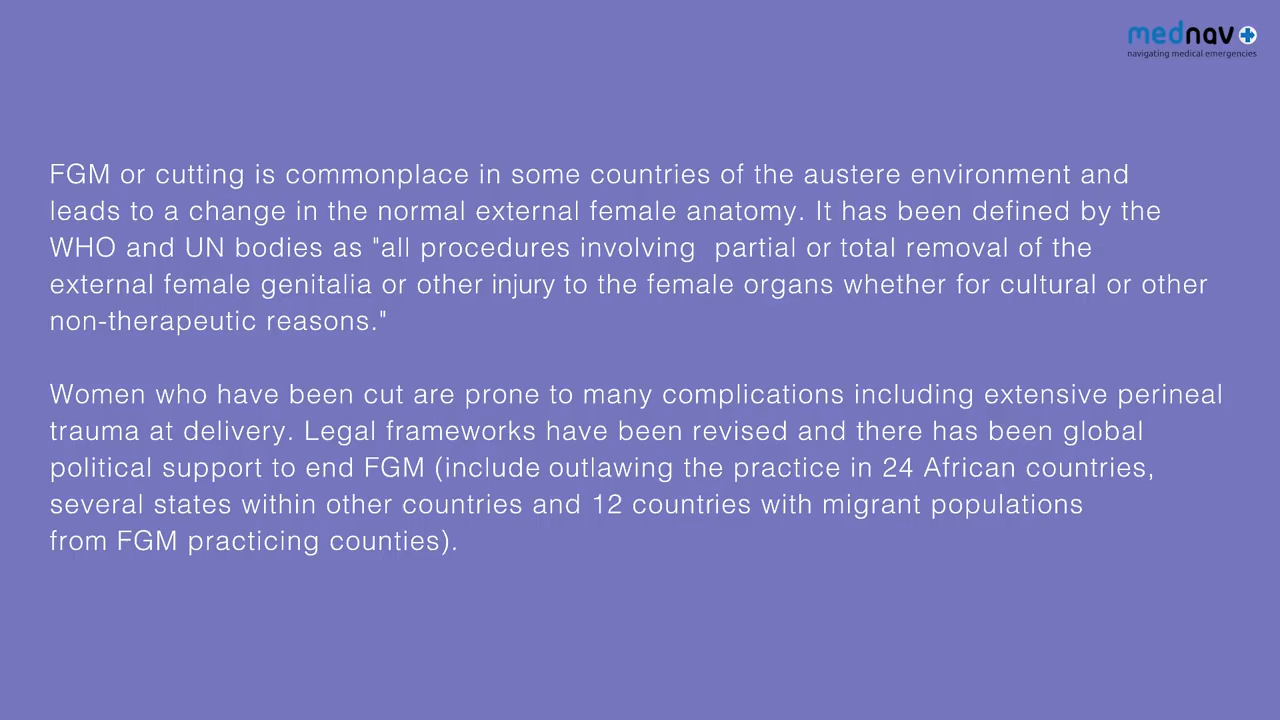 mednav
navigating medical emergencies
FGM or cutting is commonplace in some countries of the austere environment and
leads to a change in the normal external female anatomy. It has been defined by the
WHO and UN bodies as "all procedures involving  partial or total removal of the
external female genitalia or other injury to the female organs whether for cultural or other
non-therapeutic reasons."
Women who have been cut are prone to many complications including extensive perineal
trauma at delivery. Legal frameworks have been revised and there has been global
political support to end FGM (include outlawing the practice in 24 African countries,
several states within other countries and 12 countries with migrant populations
from FGM practicing counties).